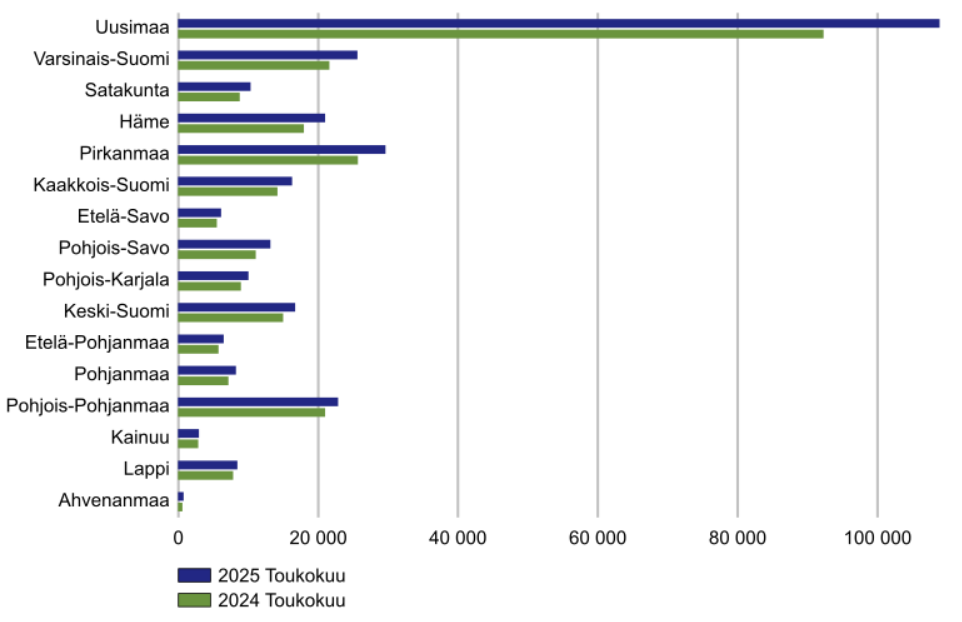 Uusimaa
Varsinais-Suomi
Satakunta
Häme
Pirkanmaa
Kaakkois-Suomi
Etelä-Savo
Pohjois-Savo
Pohjois-Karjala
Keski-Suomi
Etelä-Pohjanmaa
Pohjanmaa
Pohjois-Pohjanmaa
Kainuu
Lappi
Ahvenanmaa
0 20 000 40 000 60 000 80 000 100 000
2025 Toukokuu
2024 Toukokuu